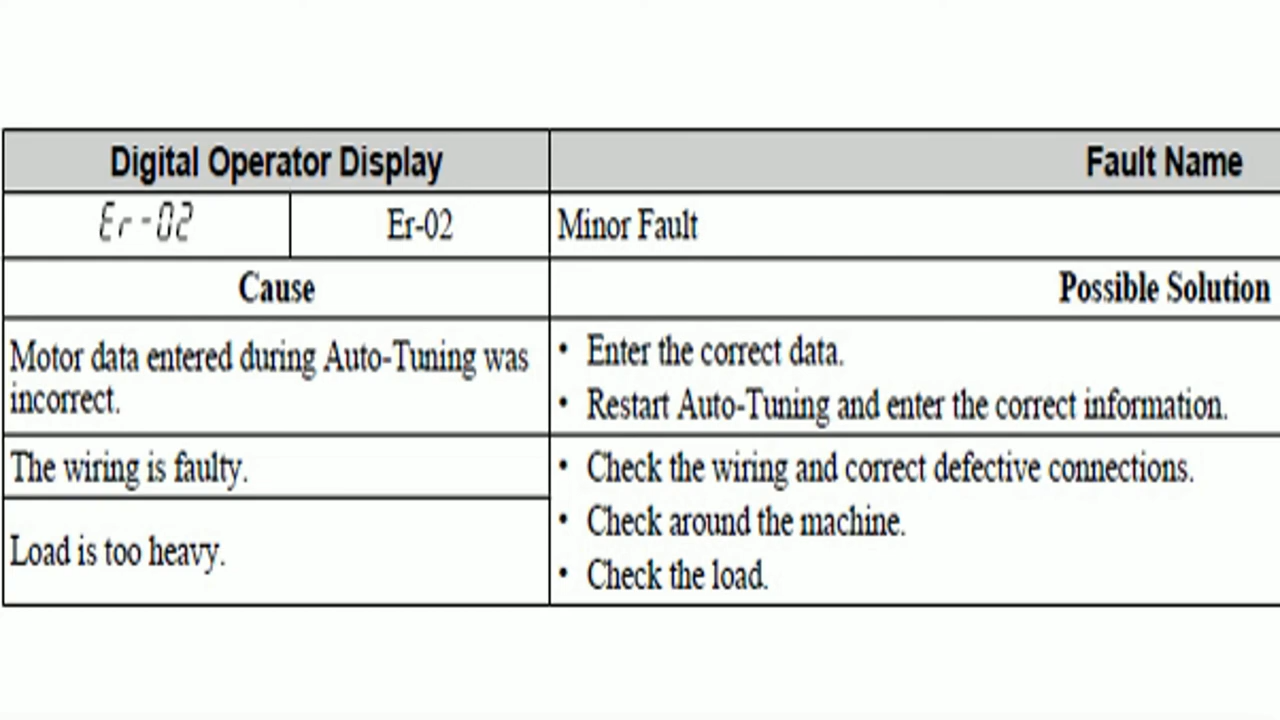 Digital Operator Display Fault Name
Er-02 Er-02 Minor Fault
Cause Possible Solution
Motor data entered during Auto-Tuning was
incorrect.
• Enter the correct data.
• Restart Auto-Tuning and enter the correct information.
The wiring is faulty.
Load is too heavy.
• Check the wiring and correct defective connections.
• Check around the machine.
• Check the load.